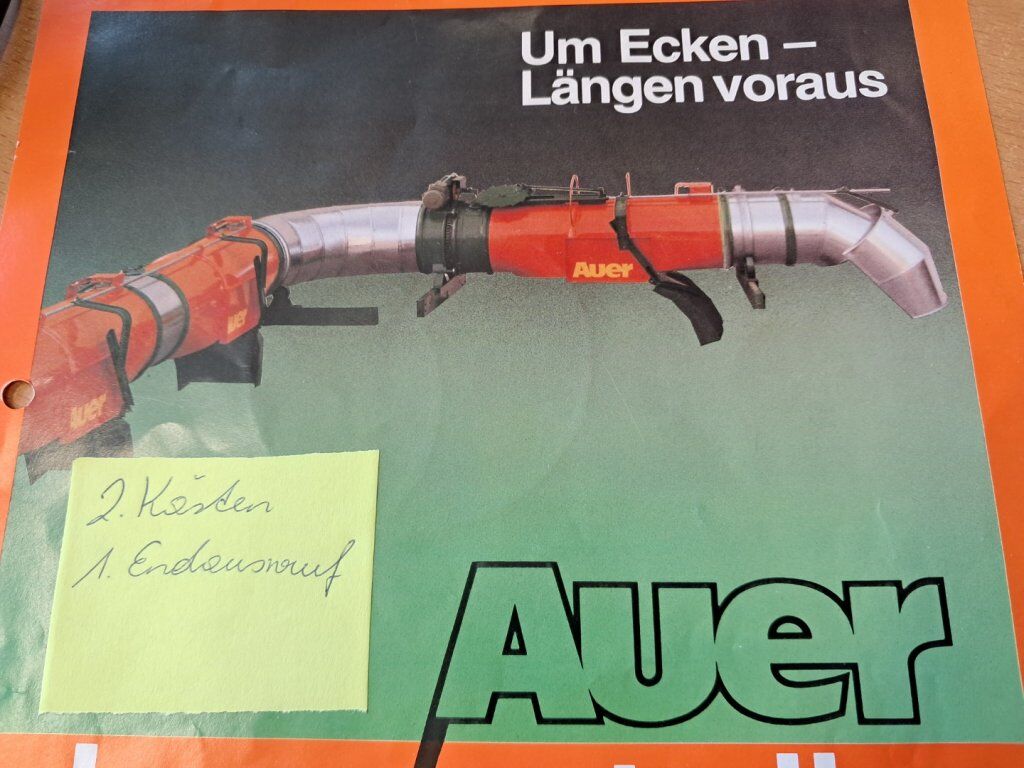 Um Ecken –
Längen voraus
Auer
Auer
Auer
2. Kästen
1. Endauswurf
Auer